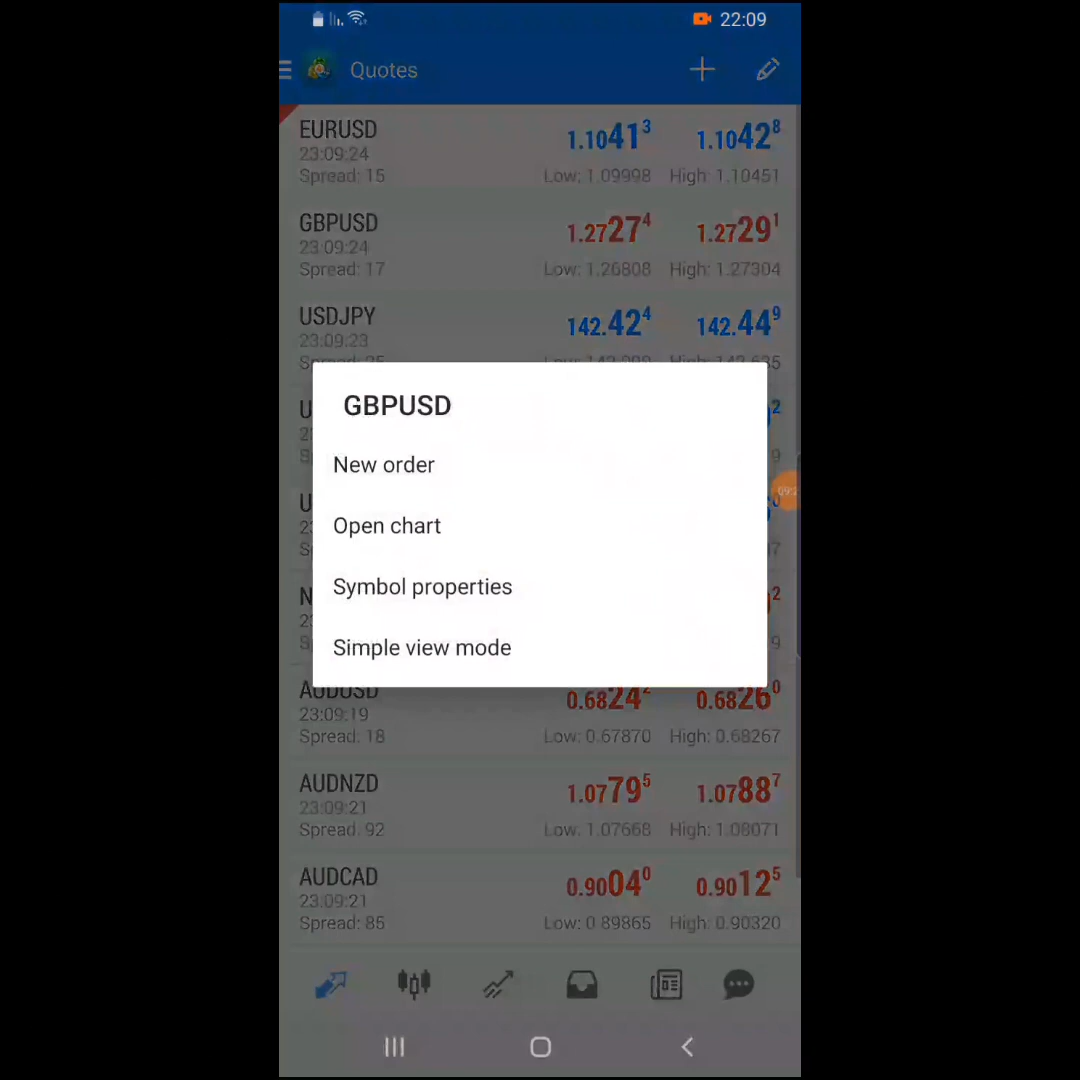 22:09
Quotes
EURUSD
23:09:24
Spread: 15
1.10413
1.10428
Low: 1.09998
High: 1.10451
GBPUSD
23:09:24
Spread: 17
1.27274
1.27291
Low: 1.26808
High: 1.27304
USDJPY
23:09:23
142.424
142.449
GBPUSD
New order
Open chart
Symbol properties
Simple view mode
AUDUSD
23:09:19
Spread: 18
0.68242
0.68260
Low: 0.67870
High: 0.68267
AUDNZD
23:09:21
Spread: 92
1.07795
1.07887
Low: 1.07668
High: 1.08071
AUDCAD
23:09:21
Spread: 85
0.90040
0.90125
Low: 0.89865
High: 0.90320